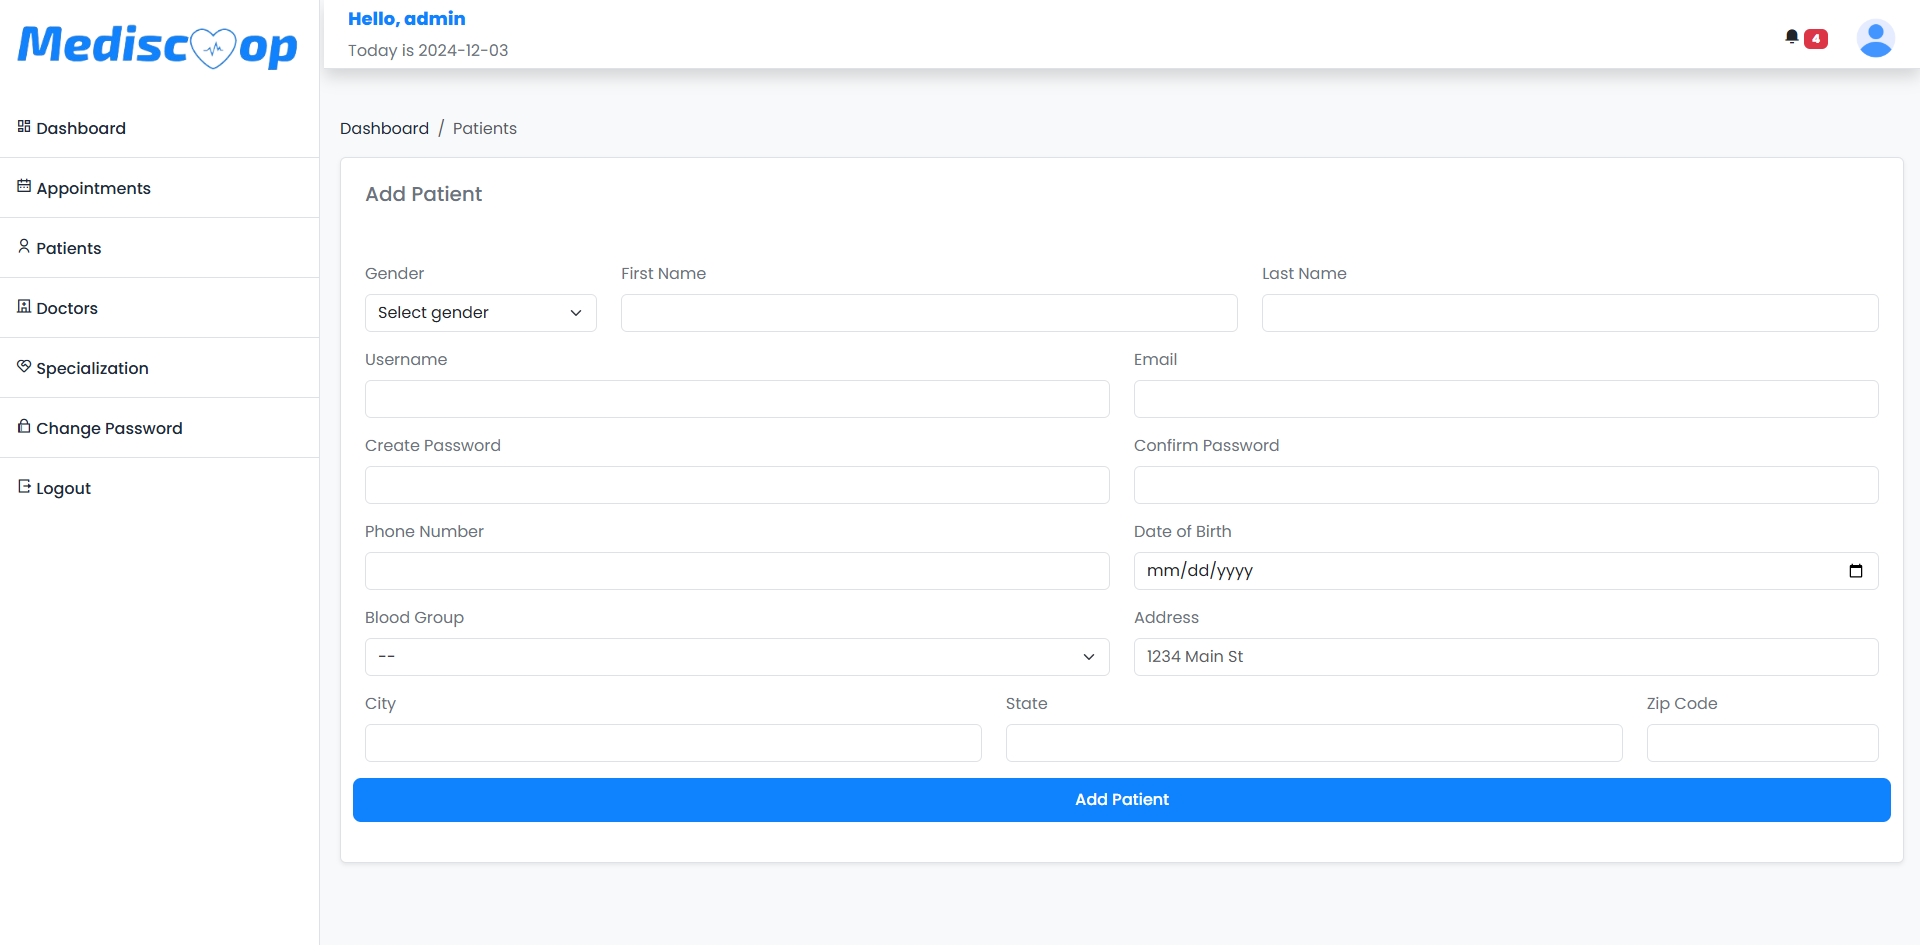 Mediscoop
Hello, admin
Today is 2024-12-03
4
Dashboard
Appointments
Patients
Doctors
Specialization
Change Password
Logout
Dashboard / Patients
Add Patient
Gender
First Name
Last Name
Select gender
Username
Email
Create Password
Confirm Password
Phone Number
Date of Birth
mm/dd/yyyy
Blood Group
Address
--
1234 Main St
City
State
Zip Code
Add Patient